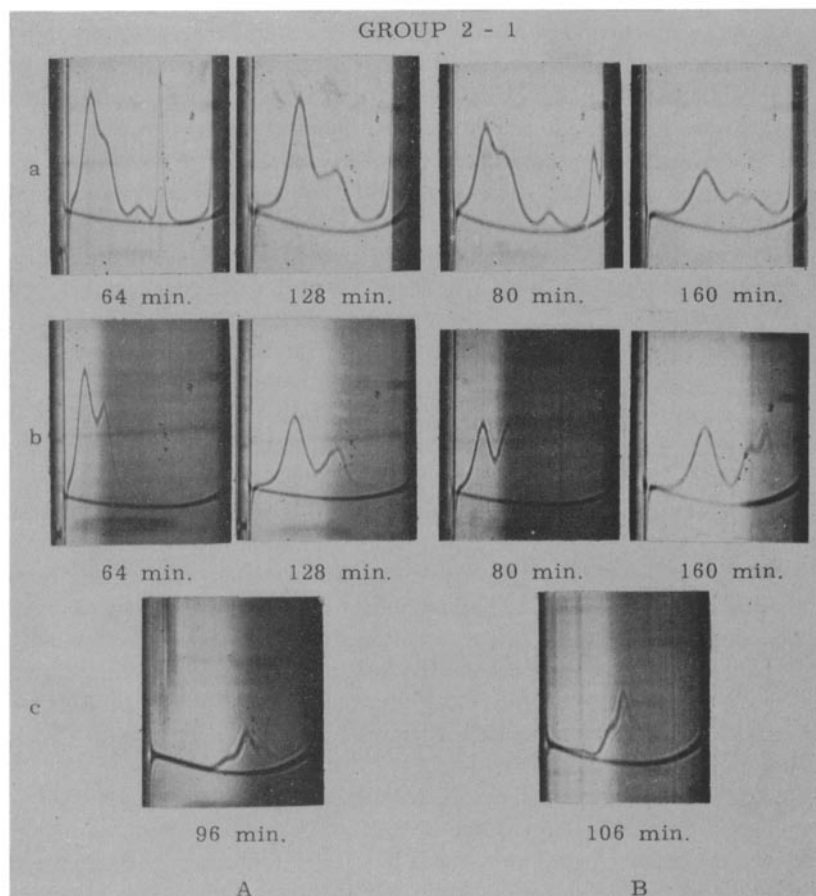 GROUP 2 - 1
a
64 min. 128 min. 80 min. 160 min.
b
64 min. 128 min. 80 min. 160 min.
c
96 min. 106 min.
A B